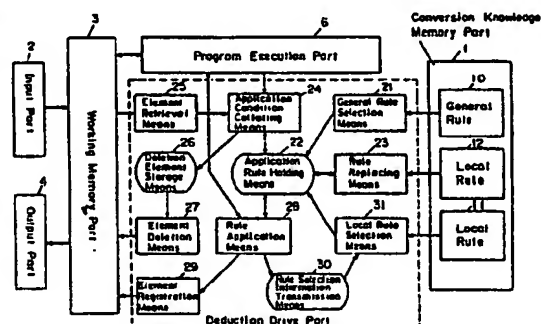 Conversion Knowledge
Memory Part
3
6
1
2
Program Execution Part
Input Part
25
24
21
10
Element
Retrieval
Means
Application
Condition
Collating
Means
General Rule
Selection
Means
General
Rule
26
22
23
12
Deleted
Element
Storage
Means
Application
Rule Holding
Means
Rule
Replacing
Means
Local
Rule
Working Memory Part
4
27
28
31
11
Output Part
Element
Deletion
Means
Rule
Application
Means
Local Rule
Selection
Means
Local
Rule
29
30
Element
Registration
Means
Rule Selection
Information
Transmission
Means
Deduction Drive Part